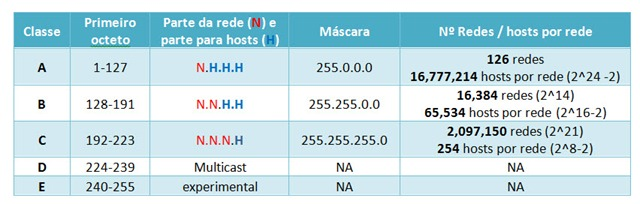 Classe | Primeiro octeto | Parte da rede (N) e parte para hosts (H) | Máscara | Nº Redes / hosts por rede
A | 1-127 | N.H.H.H | 255.0.0.0 | 126 redes
16,777,214 hosts por rede (2^24 -2)
B | 128-191 | N.N.H.H | 255.255.0.0 | 16,384 redes (2^14)
65,534 hosts por rede (2^16-2)
C | 192-223 | N.N.N.H | 255.255.255.0 | 2,097,150 redes (2^21)
254 hosts por rede (2^8-2)
D | 224-239 | Multicast | NA | NA
E | 240-255 | experimental | NA | NA